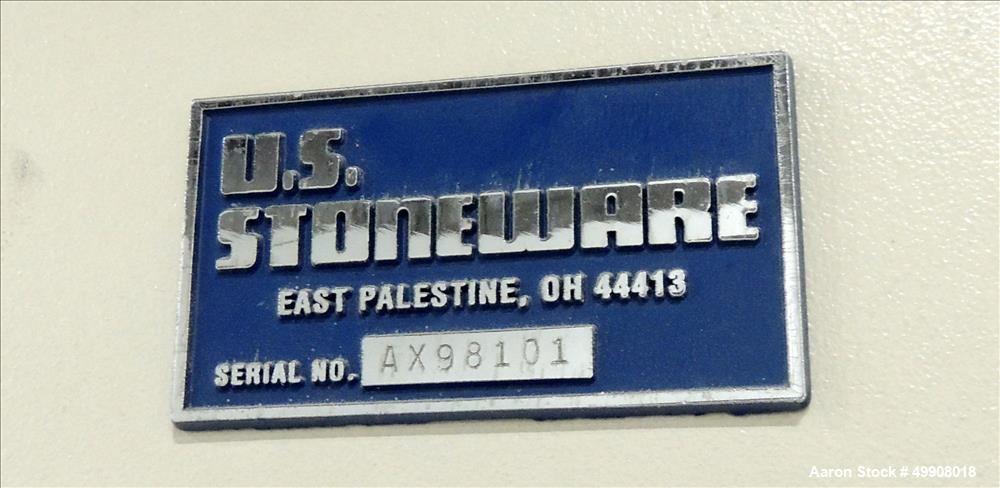 U.S.
STONEWARE
EAST PALESTINE, OH 44413
SERIAL NO. AX98101
Aaron Stock # 49908018